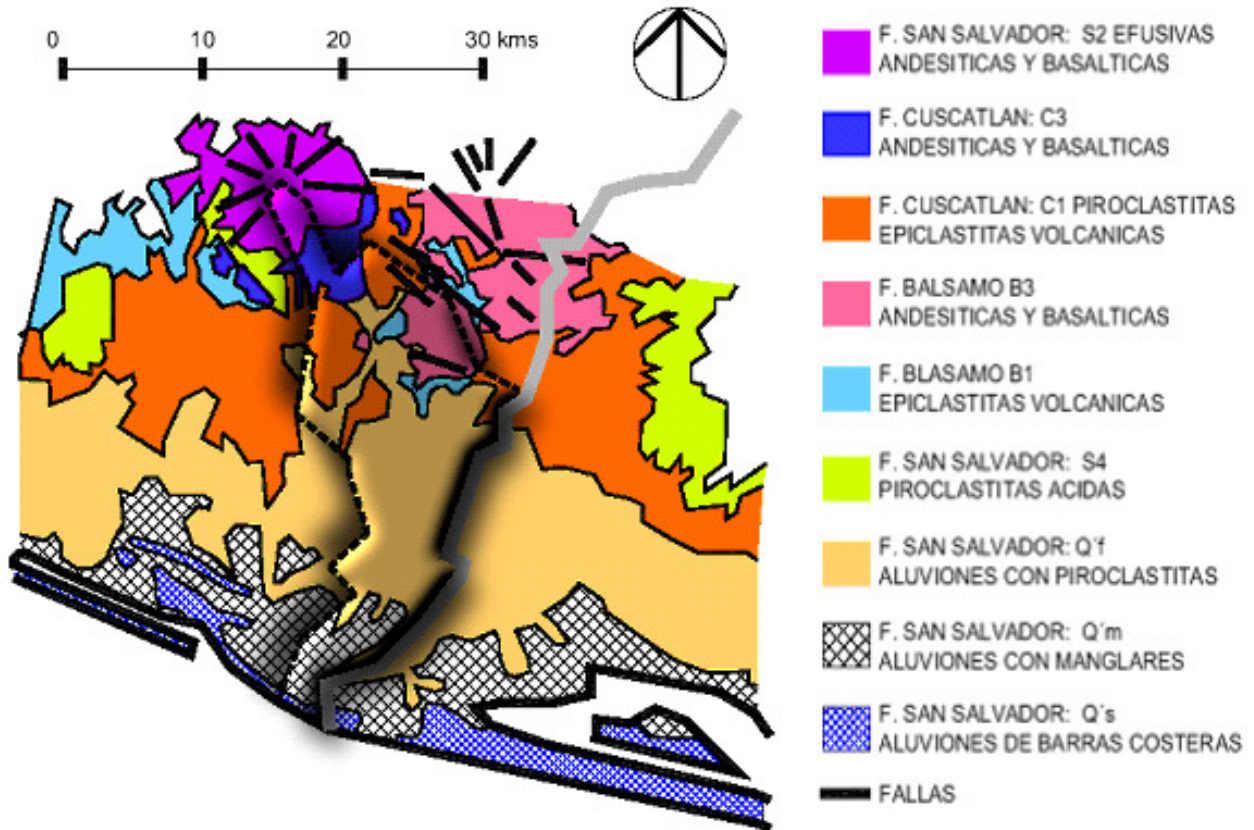 0 10 20 30 kms
F. SAN SALVADOR: S2 EFUSIVAS
ANDESITICAS Y BASALTICAS
F. CUSCATLAN: C3
ANDESITICAS Y BASALTICAS
F. CUSCATLAN: C1 PIROCLASTITAS
EPICLASTITAS VOLCANICAS
F. BALSAMO B3
ANDESITICAS Y BASALTICAS
F. BLASAMO B1
EPICLASTITAS VOLCANICAS
F. SAN SALVADOR: S4
PIROCLASTITAS ACIDAS
F. SAN SALVADOR: Q´f
ALUVIONES CON PIROCLASTITAS
F. SAN SALVADOR: Q´m
ALUVIONES CON MANGLARES
F. SAN SALVADOR: Q´s
ALUVIONES DE BARRAS COSTERAS
FALLAS